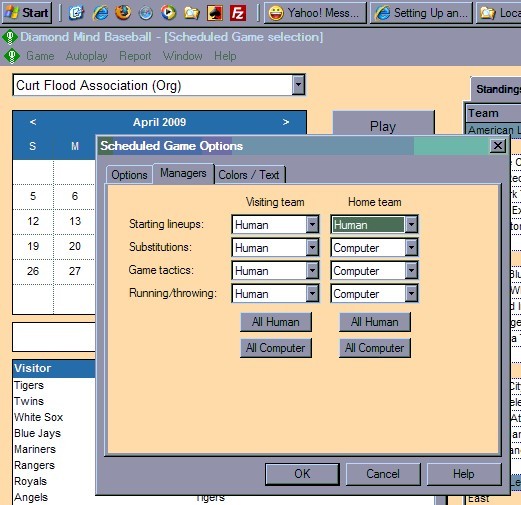 Start Yahoo! Mess... Setting Up an... Loca
Diamond Mind Baseball - [Scheduled Game selection]
Game Autoplay Report Window Help
Curt Flood Association (Org)
Standings
< April 2009 >
Play
Team
S M
American L
Scheduled Game Options
Options Managers Colors / Text
Visiting team Home team
Starting lineups: Human Human
5 6
Substitutions: Human Computer
12 13
19 20
Game tactics: Human Computer
26 27
Running/throwing: Human Computer
All Human All Human
All Computer All Computer
Visitor
Tigers
Twins
White Sox
Blue Jays
Mariners
Rangers
Royals
OK Cancel Help
Angels Tigers
East